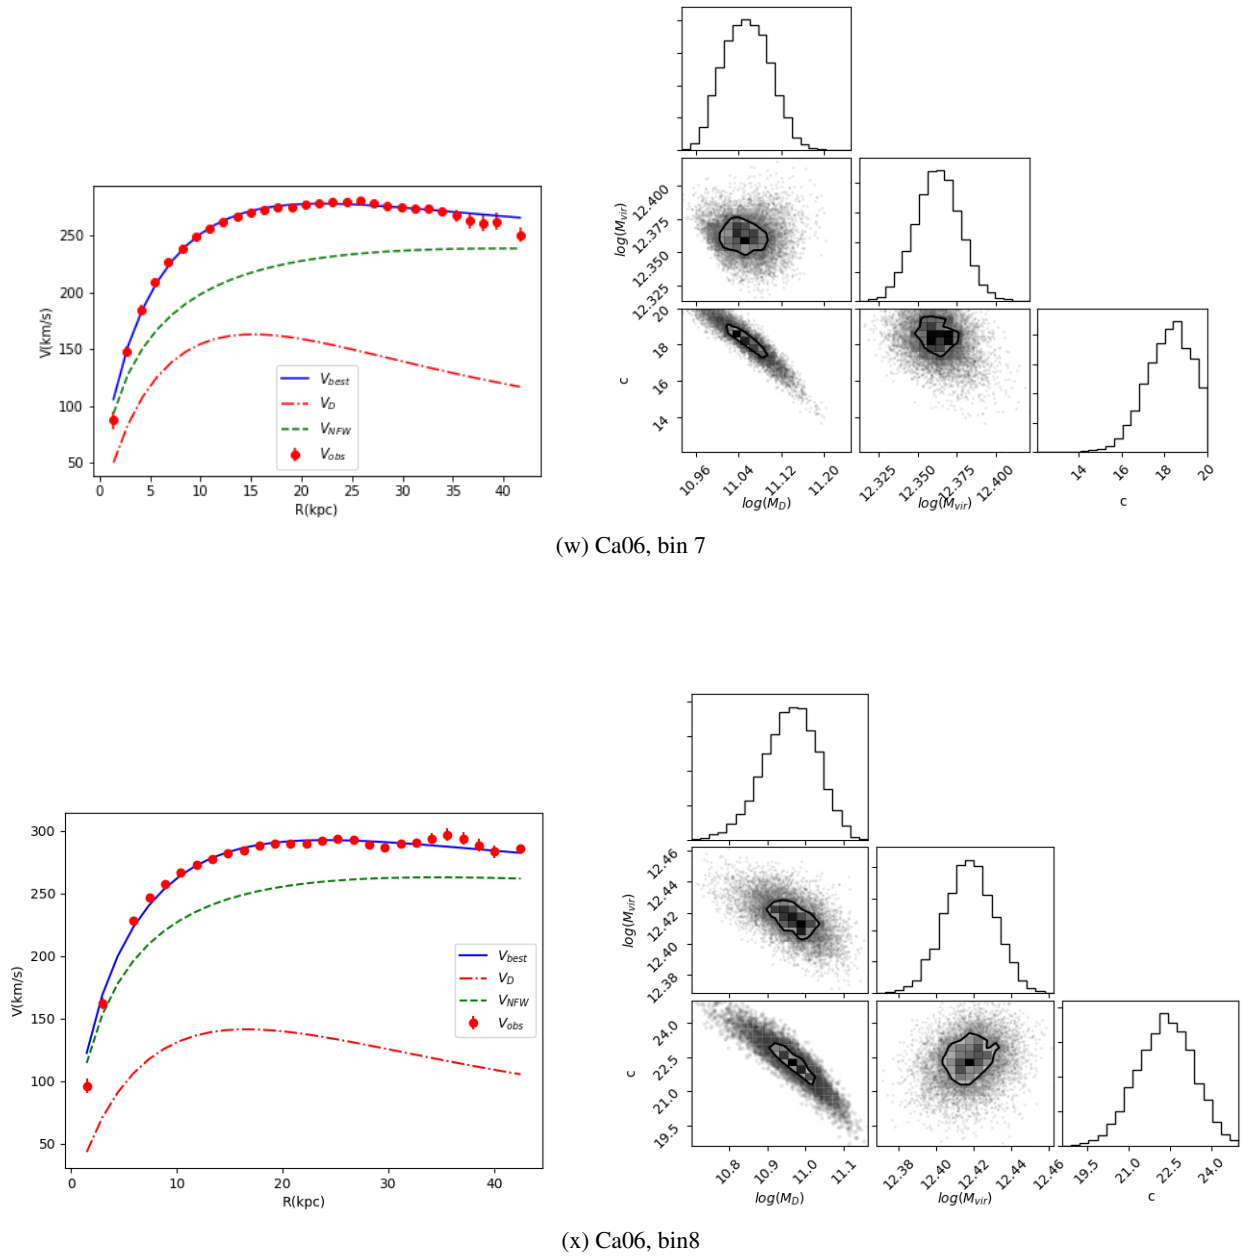 250
200
150
100
50
V(km/s)
V_best
V_D
V_NFW
V_obs
0 5 10 15 20 25 30 35 40
R(kpc)
12.400
12.375
12.350
12.325
log(M_vir)
20
18
16
14
c
10.96 11.04 11.12 11.20
log(M_D)
12.325 12.350 12.375 12.400
log(M_vir)
14 16 18 20
c
(w) Ca06, bin 7
300
250
200
150
100
50
V(km/s)
V_best
V_D
V_NFW
V_obs
0 10 20 30 40
R(kpc)
12.46
12.44
12.42
12.40
12.38
log(M_vir)
24.0
22.5
21.0
19.5
c
10.8 10.9 11.0 11.1
log(M_D)
12.38 12.40 12.42 12.44 12.46
log(M_vir)
19.5 21.0 22.5 24.0
c
(x) Ca06, bin8